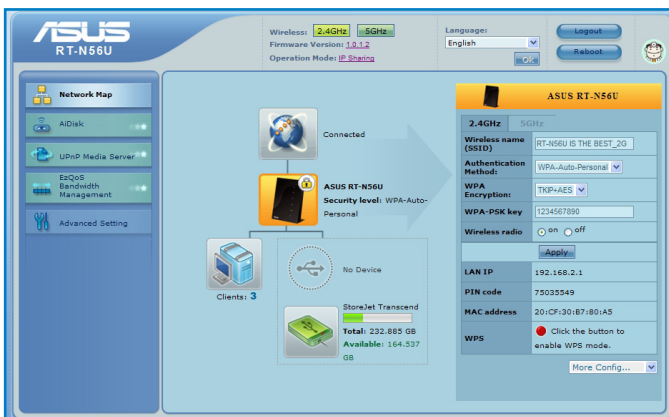 ASUS
RT-N56U
Wireless: 2.4GHz 5GHz
Firmware Version: 1.0.1.2
Operation Mode: IP Sharing
Language:
English
OK
Logout
Reboot
Network Map
AiDisk
UPnP Media Server
EzQoS
Bandwidth
Management
Advanced Setting
Connected
ASUS RT-N56U
Security level: WPA-Auto-
Personal
Clients: 3
No Device
StoreJet Transcend
Total: 232.885 GB
Available: 164.537
GB
ASUS RT-N56U
2.4GHz 5GHz
Wireless name
(SSID)
RT-N56U IS THE BEST_2G
Authentication
Method:
WPA-Auto-Personal
WPA
Encryption:
TKIP+AES
WPA-PSK key
1234567890
Wireless radio
on off
Apply
LAN IP
192.168.2.1
PIN code
75035549
MAC address
20:CF:30:B7:80:A5
WPS
Click the button to
enable WPS mode.
More Config...